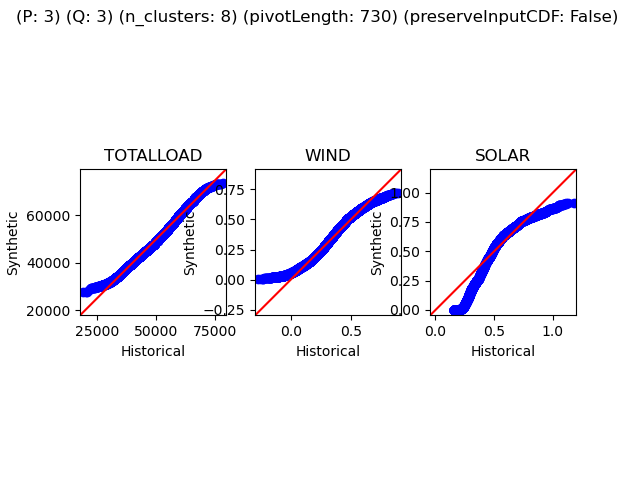 (P: 3) (Q: 3) (n_clusters: 8) (pivotLength: 730) (preserveInputCDF: False)
TOTALLOAD
WIND
SOLAR
Synthetic
60000
40000
20000
25000 50000 75000
Historical
Synthetic
0.75
0.50
0.25
0.00
−0.25
0.0 0.5
Historical
Synthetic
1.00
0.75
0.50
0.25
0.00
0.0 0.5 1.0
Historical